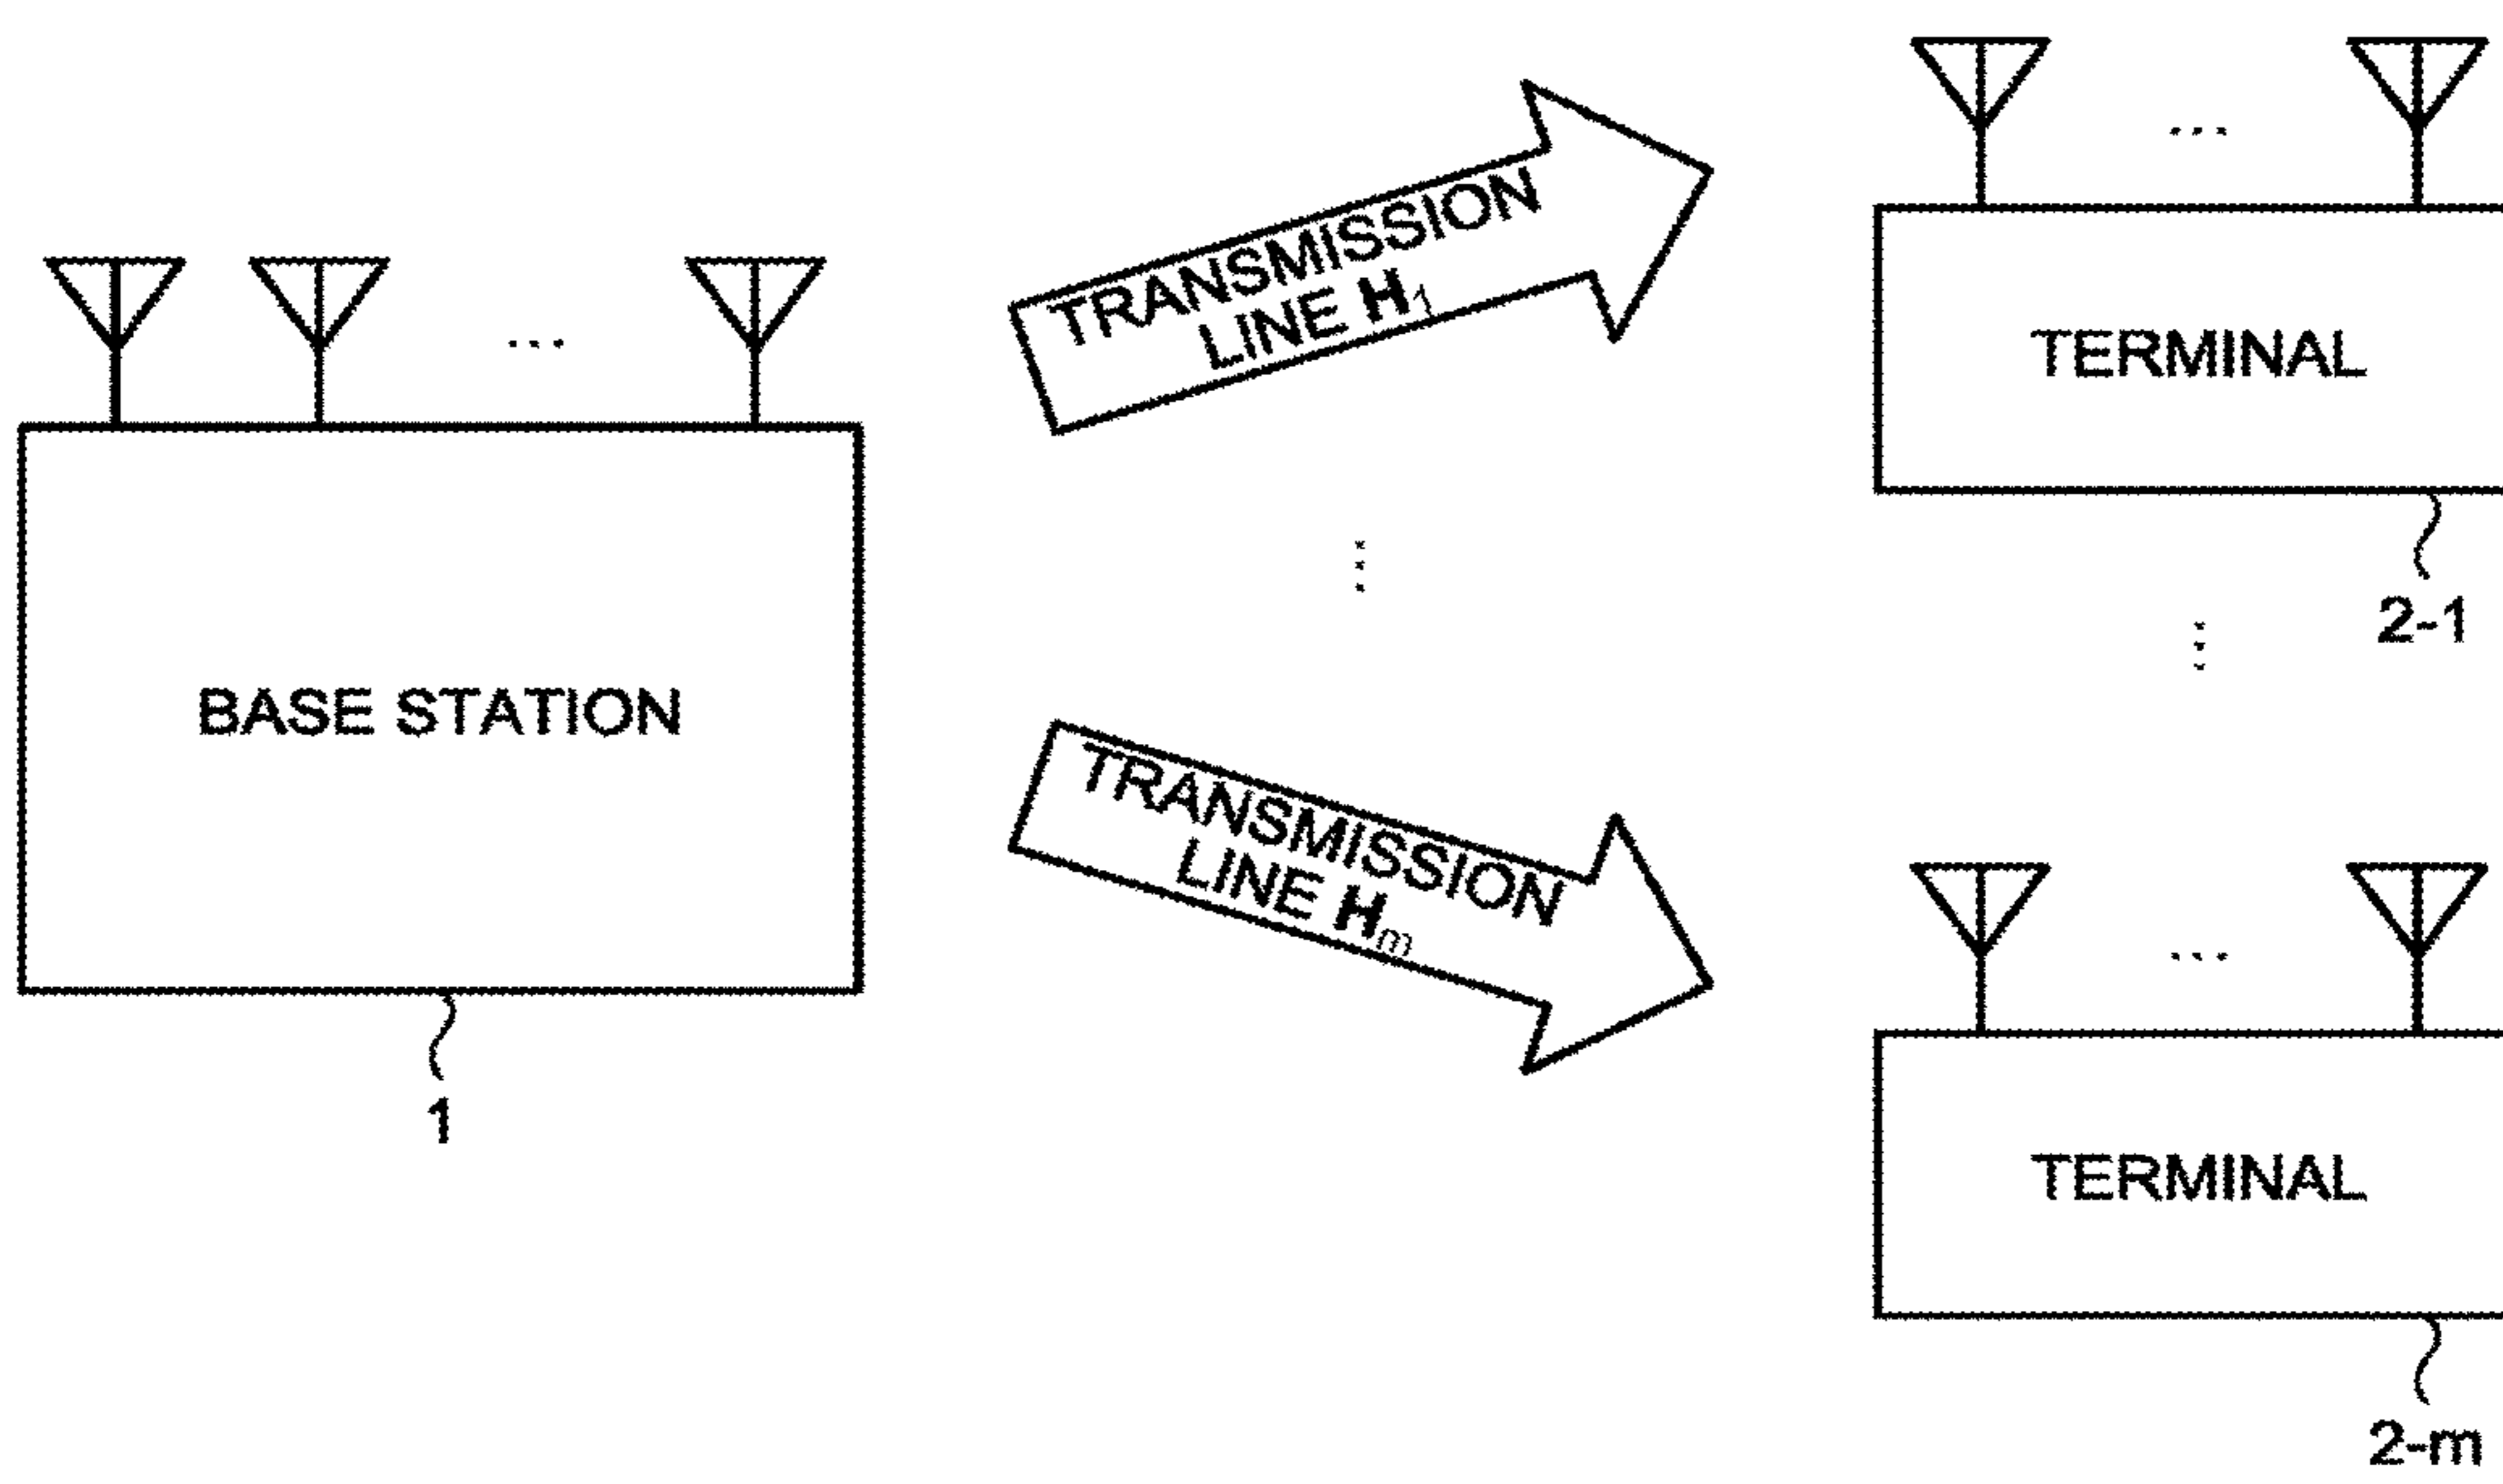 TRANSMISSION
LINE H1
TERMINAL
2-1
BASE STATION
1
TRANSMISSION
LINE Hm
TERMINAL
2-m